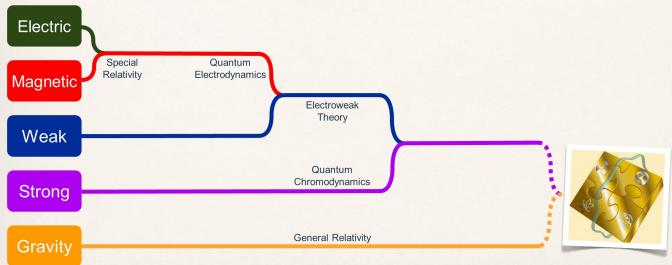 Electric
Magnetic
Special
Relativity
Quantum
Electrodynamics
Weak
Electroweak
Theory
Strong
Quantum
Chromodynamics
Gravity
General Relativity